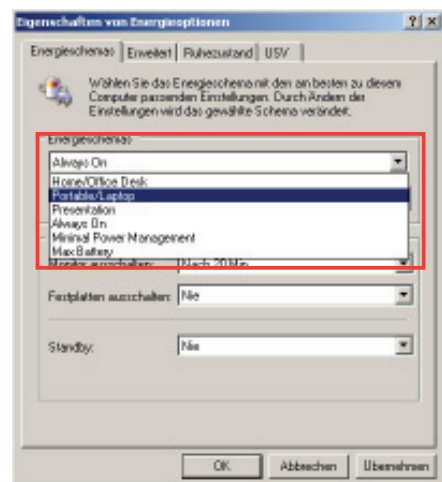 Eigenschaften von Energieoptionen
Energieschemas Erweitert Ruhezustand USV
Wählen Sie das Energieschema mit den am besten zu diesem
Computer passenden Einstellungen. Durch Ändern der
Einstellungen wird das gewählte Schema verändert.
Energieschemas
Always On
Home/Office Desk
Portable/Laptop
Presentation
Always On
Minimal Power Management
Max Battery
Monitor ausschalten: Nach 20 Min.
Festplatten ausschalten: Nie
Standby: Nie
OK Abbrechen Übernehmen